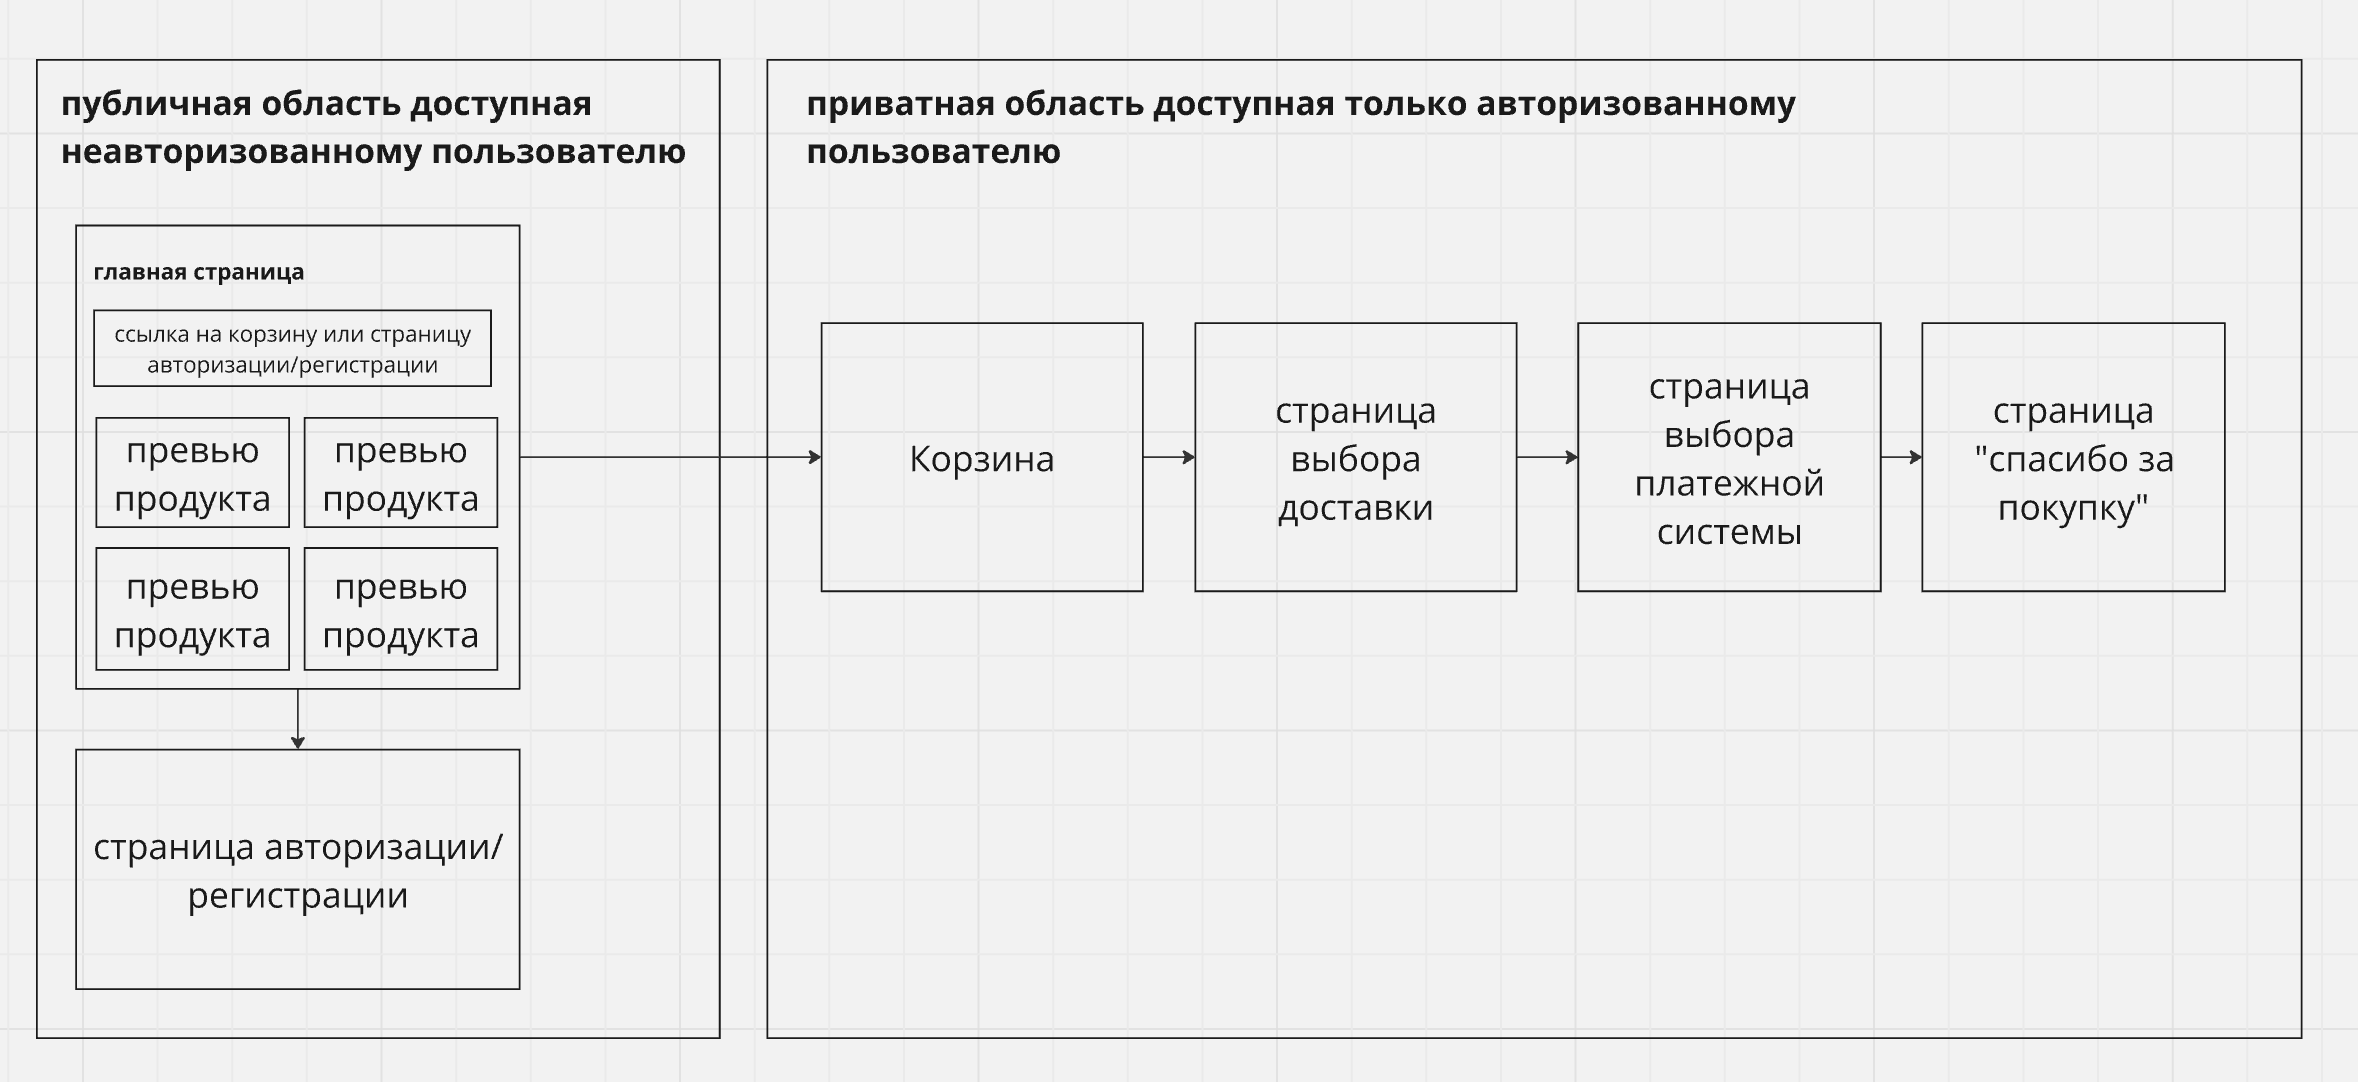 публичная область доступная
неавторизованному пользователю
главная страница
ссылка на корзину или страницу
авторизации/регистрации
превью
продукта
превью
продукта
превью
продукта
превью
продукта
страница авторизации/
регистрации
приватная область доступная только авторизованному
пользователю
Корзина
страница
выбора
доставки
страница
выбора
платежной
системы
страница
"спасибо за
покупку"